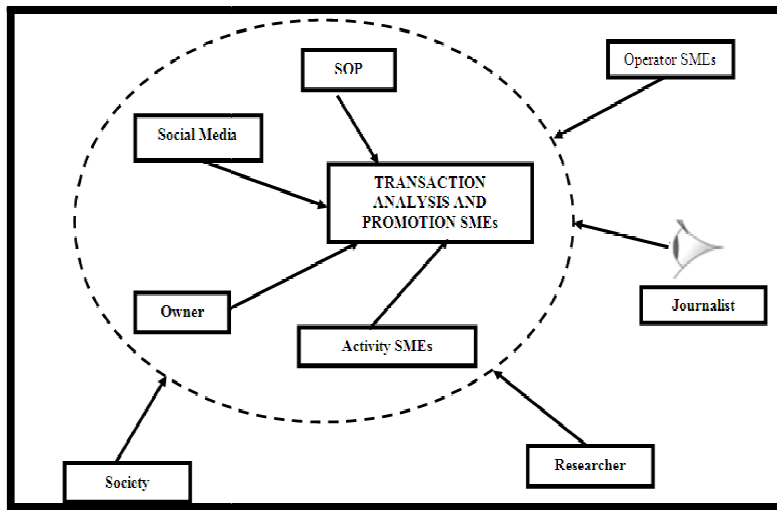 SOP
Operator SMEs
Social Media
TRANSACTION
ANALYSIS AND
PROMOTION SMEs
Owner
Activity SMEs
Journalist
Society
Researcher